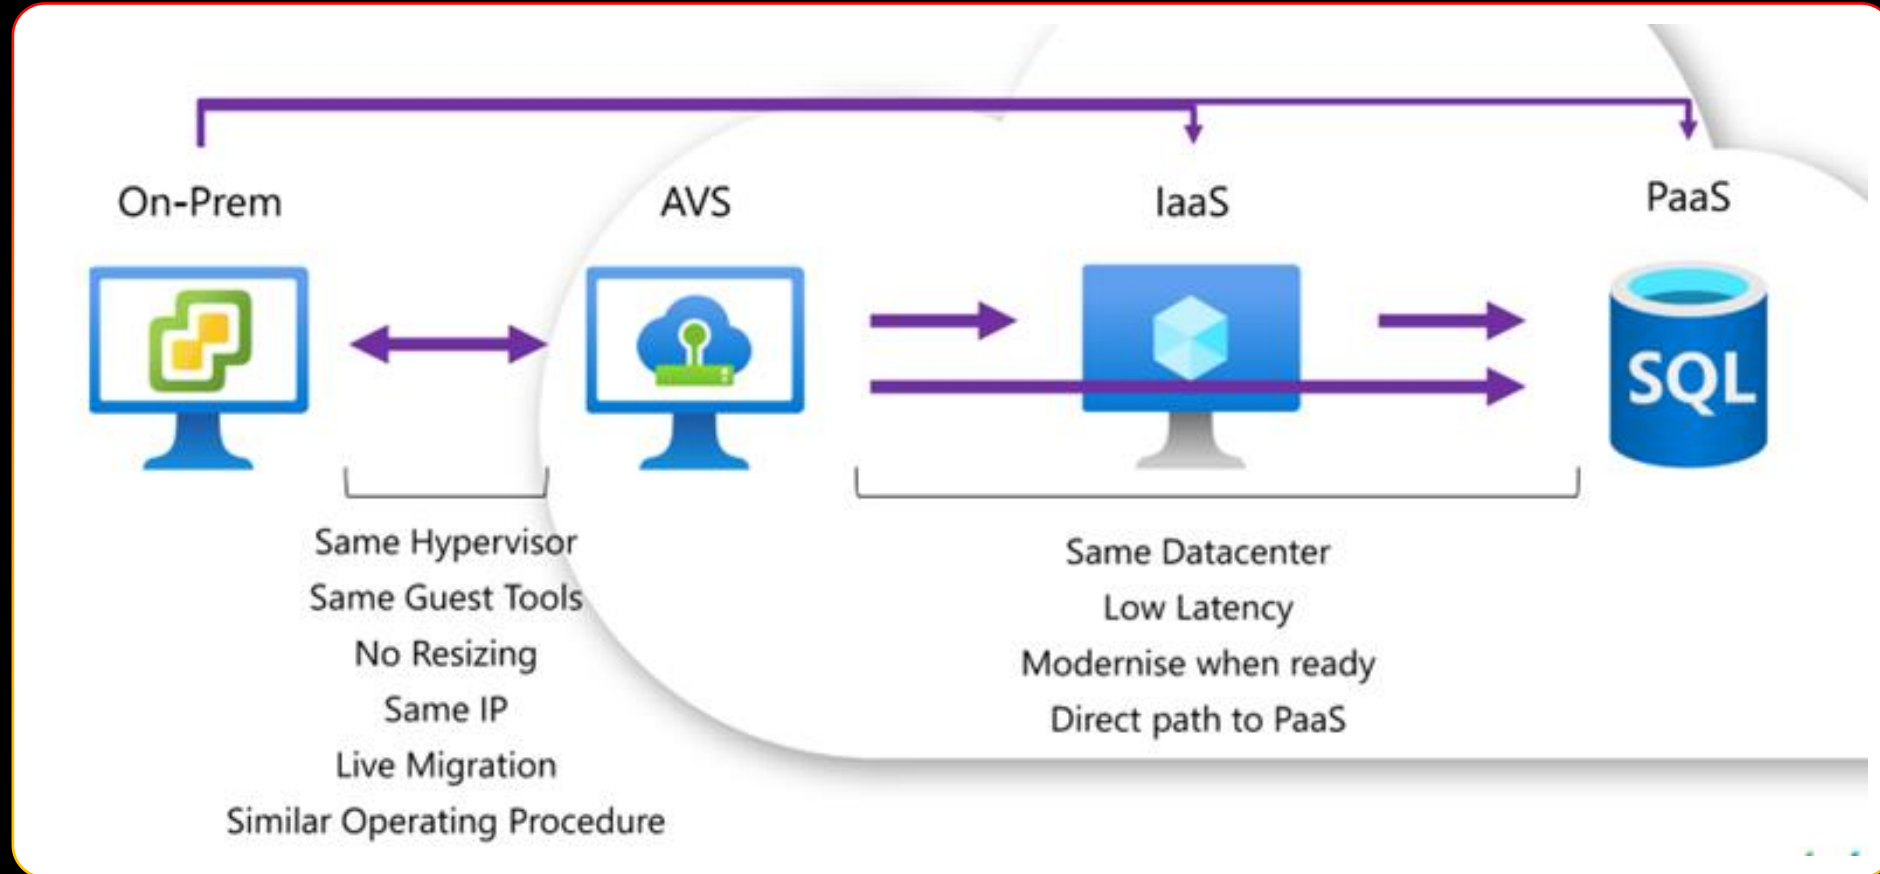 On-Prem
AVS
IaaS
PaaS
SQL
Same Hypervisor
Same Guest Tools
No Resizing
Same IP
Live Migration
Similar Operating Procedure
Same Datacenter
Low Latency
Modernise when ready
Direct path to PaaS